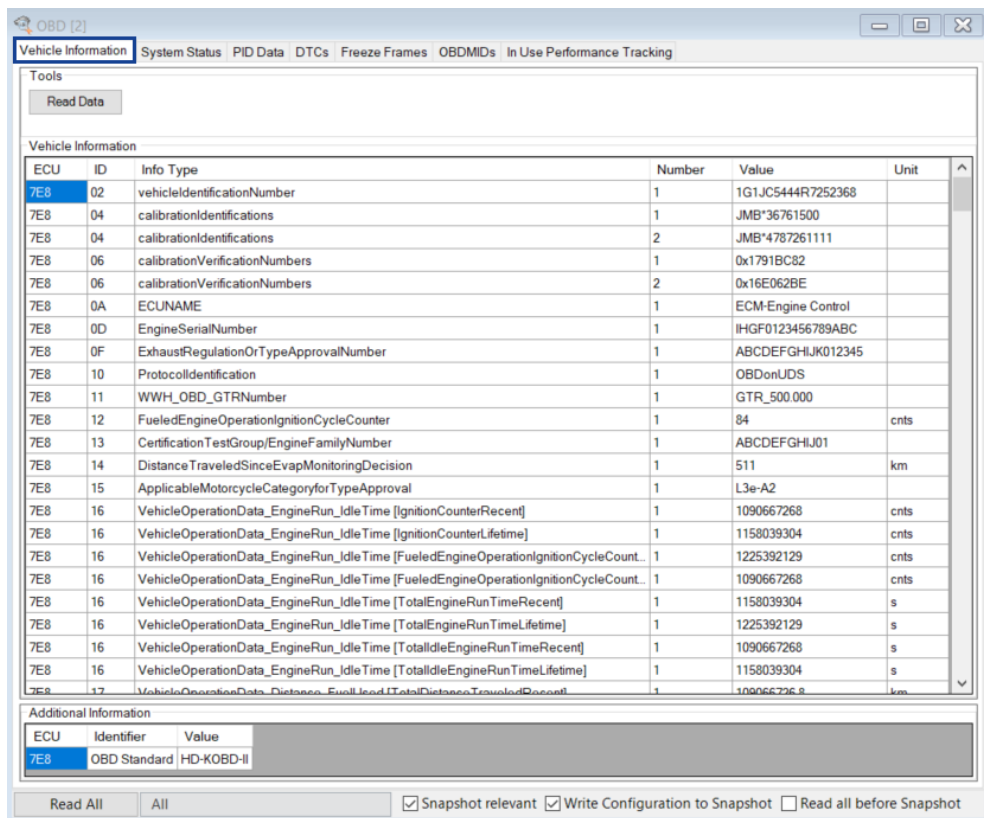 OBD [2]
Vehicle Information System Status PID Data DTCs Freeze Frames OBDMIDs In Use Performance Tracking
Tools
Read Data
Vehicle Information
ECU ID Info Type Number Value Unit
7E8 02 vehicleIdentificationNumber 1 1G1JC5444R7252368
7E8 04 calibrationIdentifications 1 JMB*36761500
7E8 04 calibrationIdentifications 2 JMB*4787261111
7E8 06 calibrationVerificationNumbers 1 0x1791BC82
7E8 06 calibrationVerificationNumbers 2 0x16E062BE
7E8 0A ECUNAME 1 ECM-Engine Control
7E8 0D EngineSerialNumber 1 IHGF0123456789ABC
7E8 0F ExhaustRegulationOrTypeApprovalNumber 1 ABCDEFGHIJK012345
7E8 10 ProtocolIdentification 1 OBDonUDS
7E8 11 WWH_OBD_GTRNumber 1 GTR_500.000
7E8 12 FueledEngineOperationIgnitionCycleCounter 1 84 cnts
7E8 13 CertificationTestGroup/EngineFamilyNumber 1 ABCDEFGHIJ01
7E8 14 DistanceTraveledSinceEvapMonitoringDecision 1 511 km
7E8 15 ApplicableMotorcycleCategoryforTypeApproval 1 L3e-A2
7E8 16 VehicleOperationData_EngineRun_IdleTime [IgnitionCounterRecent] 1 1090667268 cnts
7E8 16 VehicleOperationData_EngineRun_IdleTime [IgnitionCounterLifetime] 1 1158039304 cnts
7E8 16 VehicleOperationData_EngineRun_IdleTime [FueledEngineOperationIgnitionCycleCount... 1 1225392129 cnts
7E8 16 VehicleOperationData_EngineRun_IdleTime [FueledEngineOperationIgnitionCycleCount... 1 1090667268 cnts
7E8 16 VehicleOperationData_EngineRun_IdleTime [TotalEngineRunTimeRecent] 1 1158039304 s
7E8 16 VehicleOperationData_EngineRun_IdleTime [TotalEngineRunTimeLifetime] 1 1225392129 s
7E8 16 VehicleOperationData_EngineRun_IdleTime [TotalIdleEngineRunTimeRecent] 1 1090667268 s
7E8 16 VehicleOperationData_EngineRun_IdleTime [TotalIdleEngineRunTimeLifetime] 1 1158039304 s
7E8 17 VehicleOperationData_Distance_FuelUsed [TotalDistanceTraveledRecent] 1 109066726.8 km
Additional Information
ECU Identifier Value
7E8 OBD Standard HD-KOBD-II
Read All All Snapshot relevant Write Configuration to Snapshot Read all before Snapshot